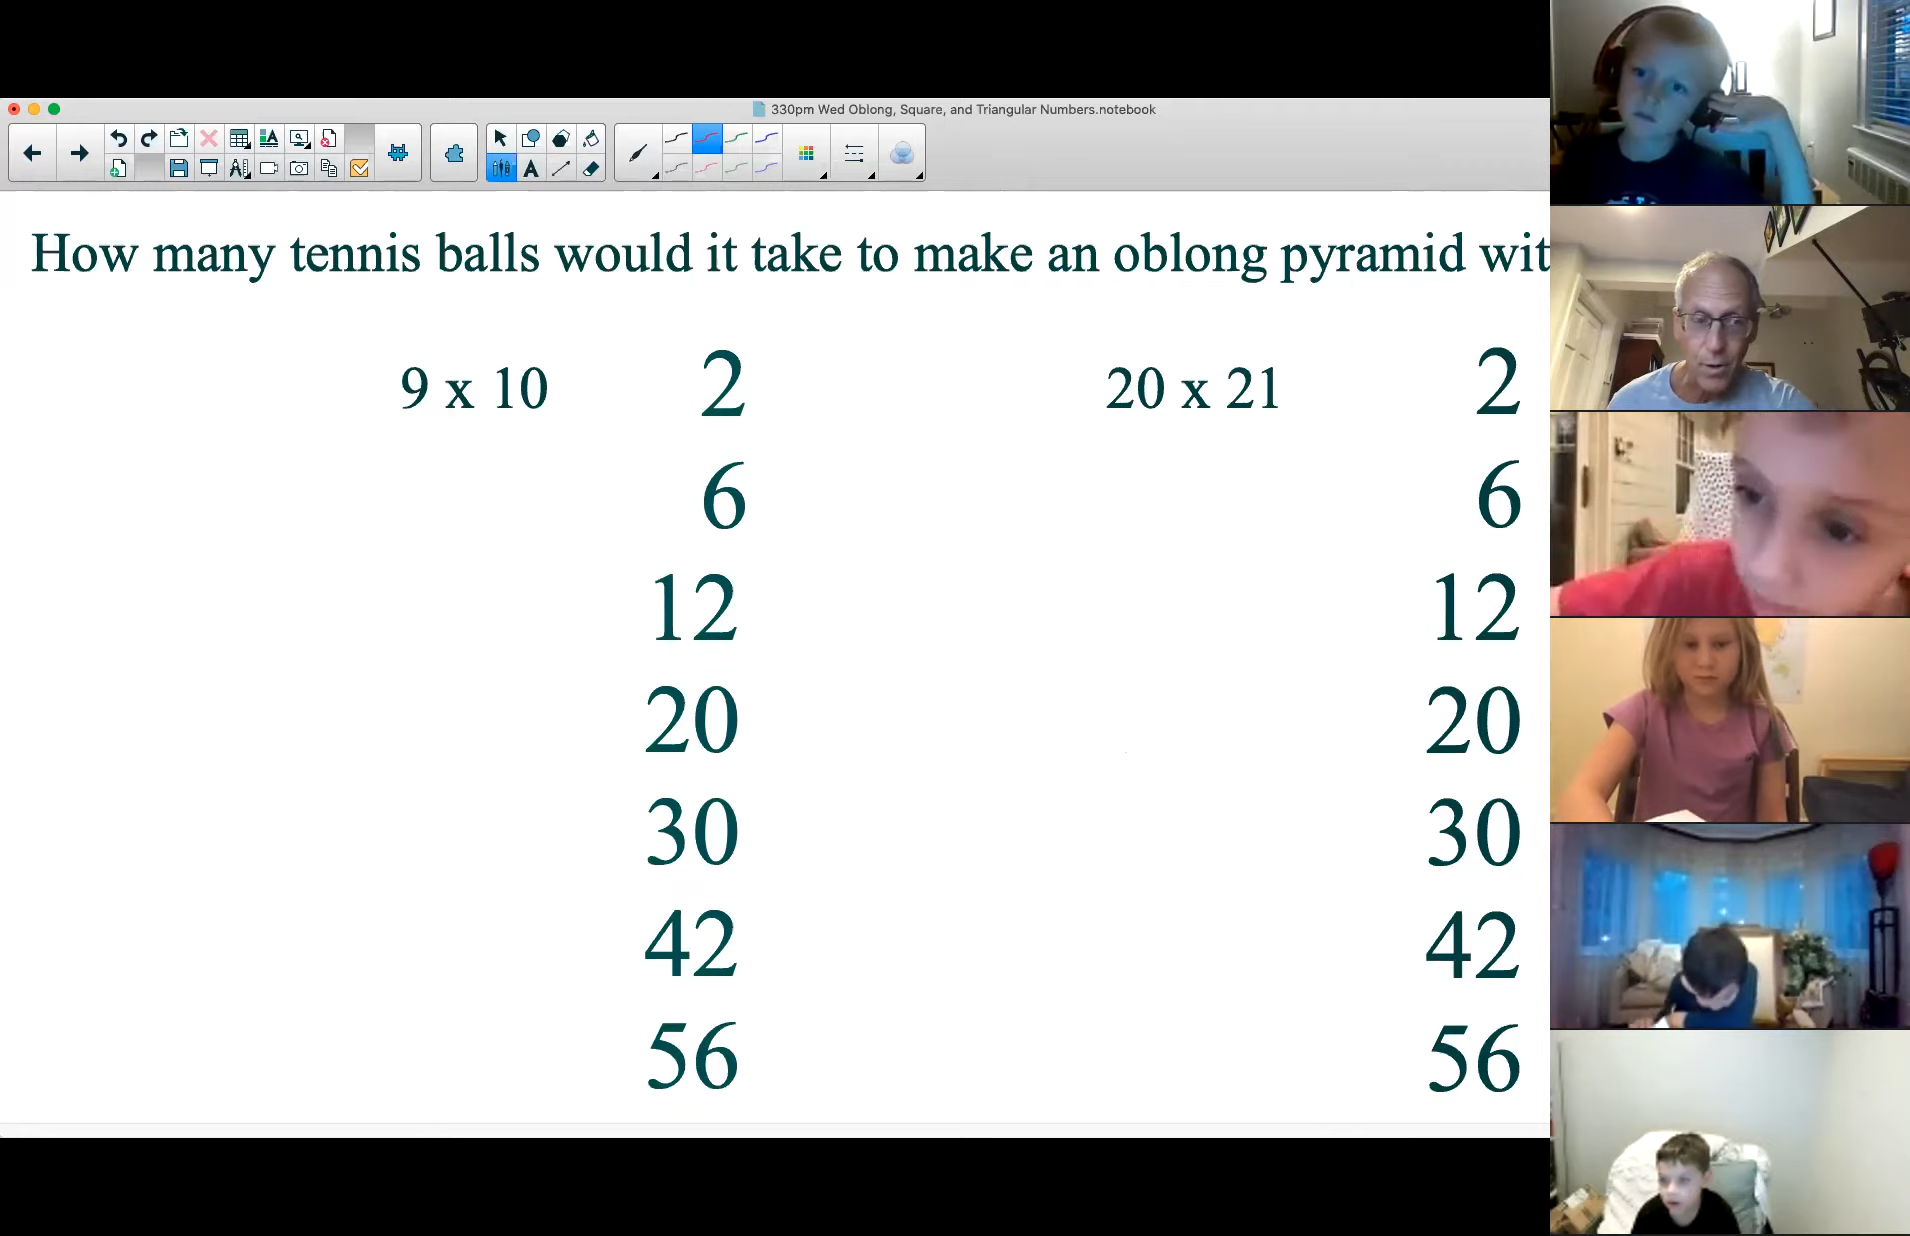 330pm Wed Oblong, Square, and Triangular Numbers.notebook
How many tennis balls would it take to make an oblong pyramid wit
9 x 10 2 20 x 21 2
6 6
12 12
20 20
30 30
42 42
56 56